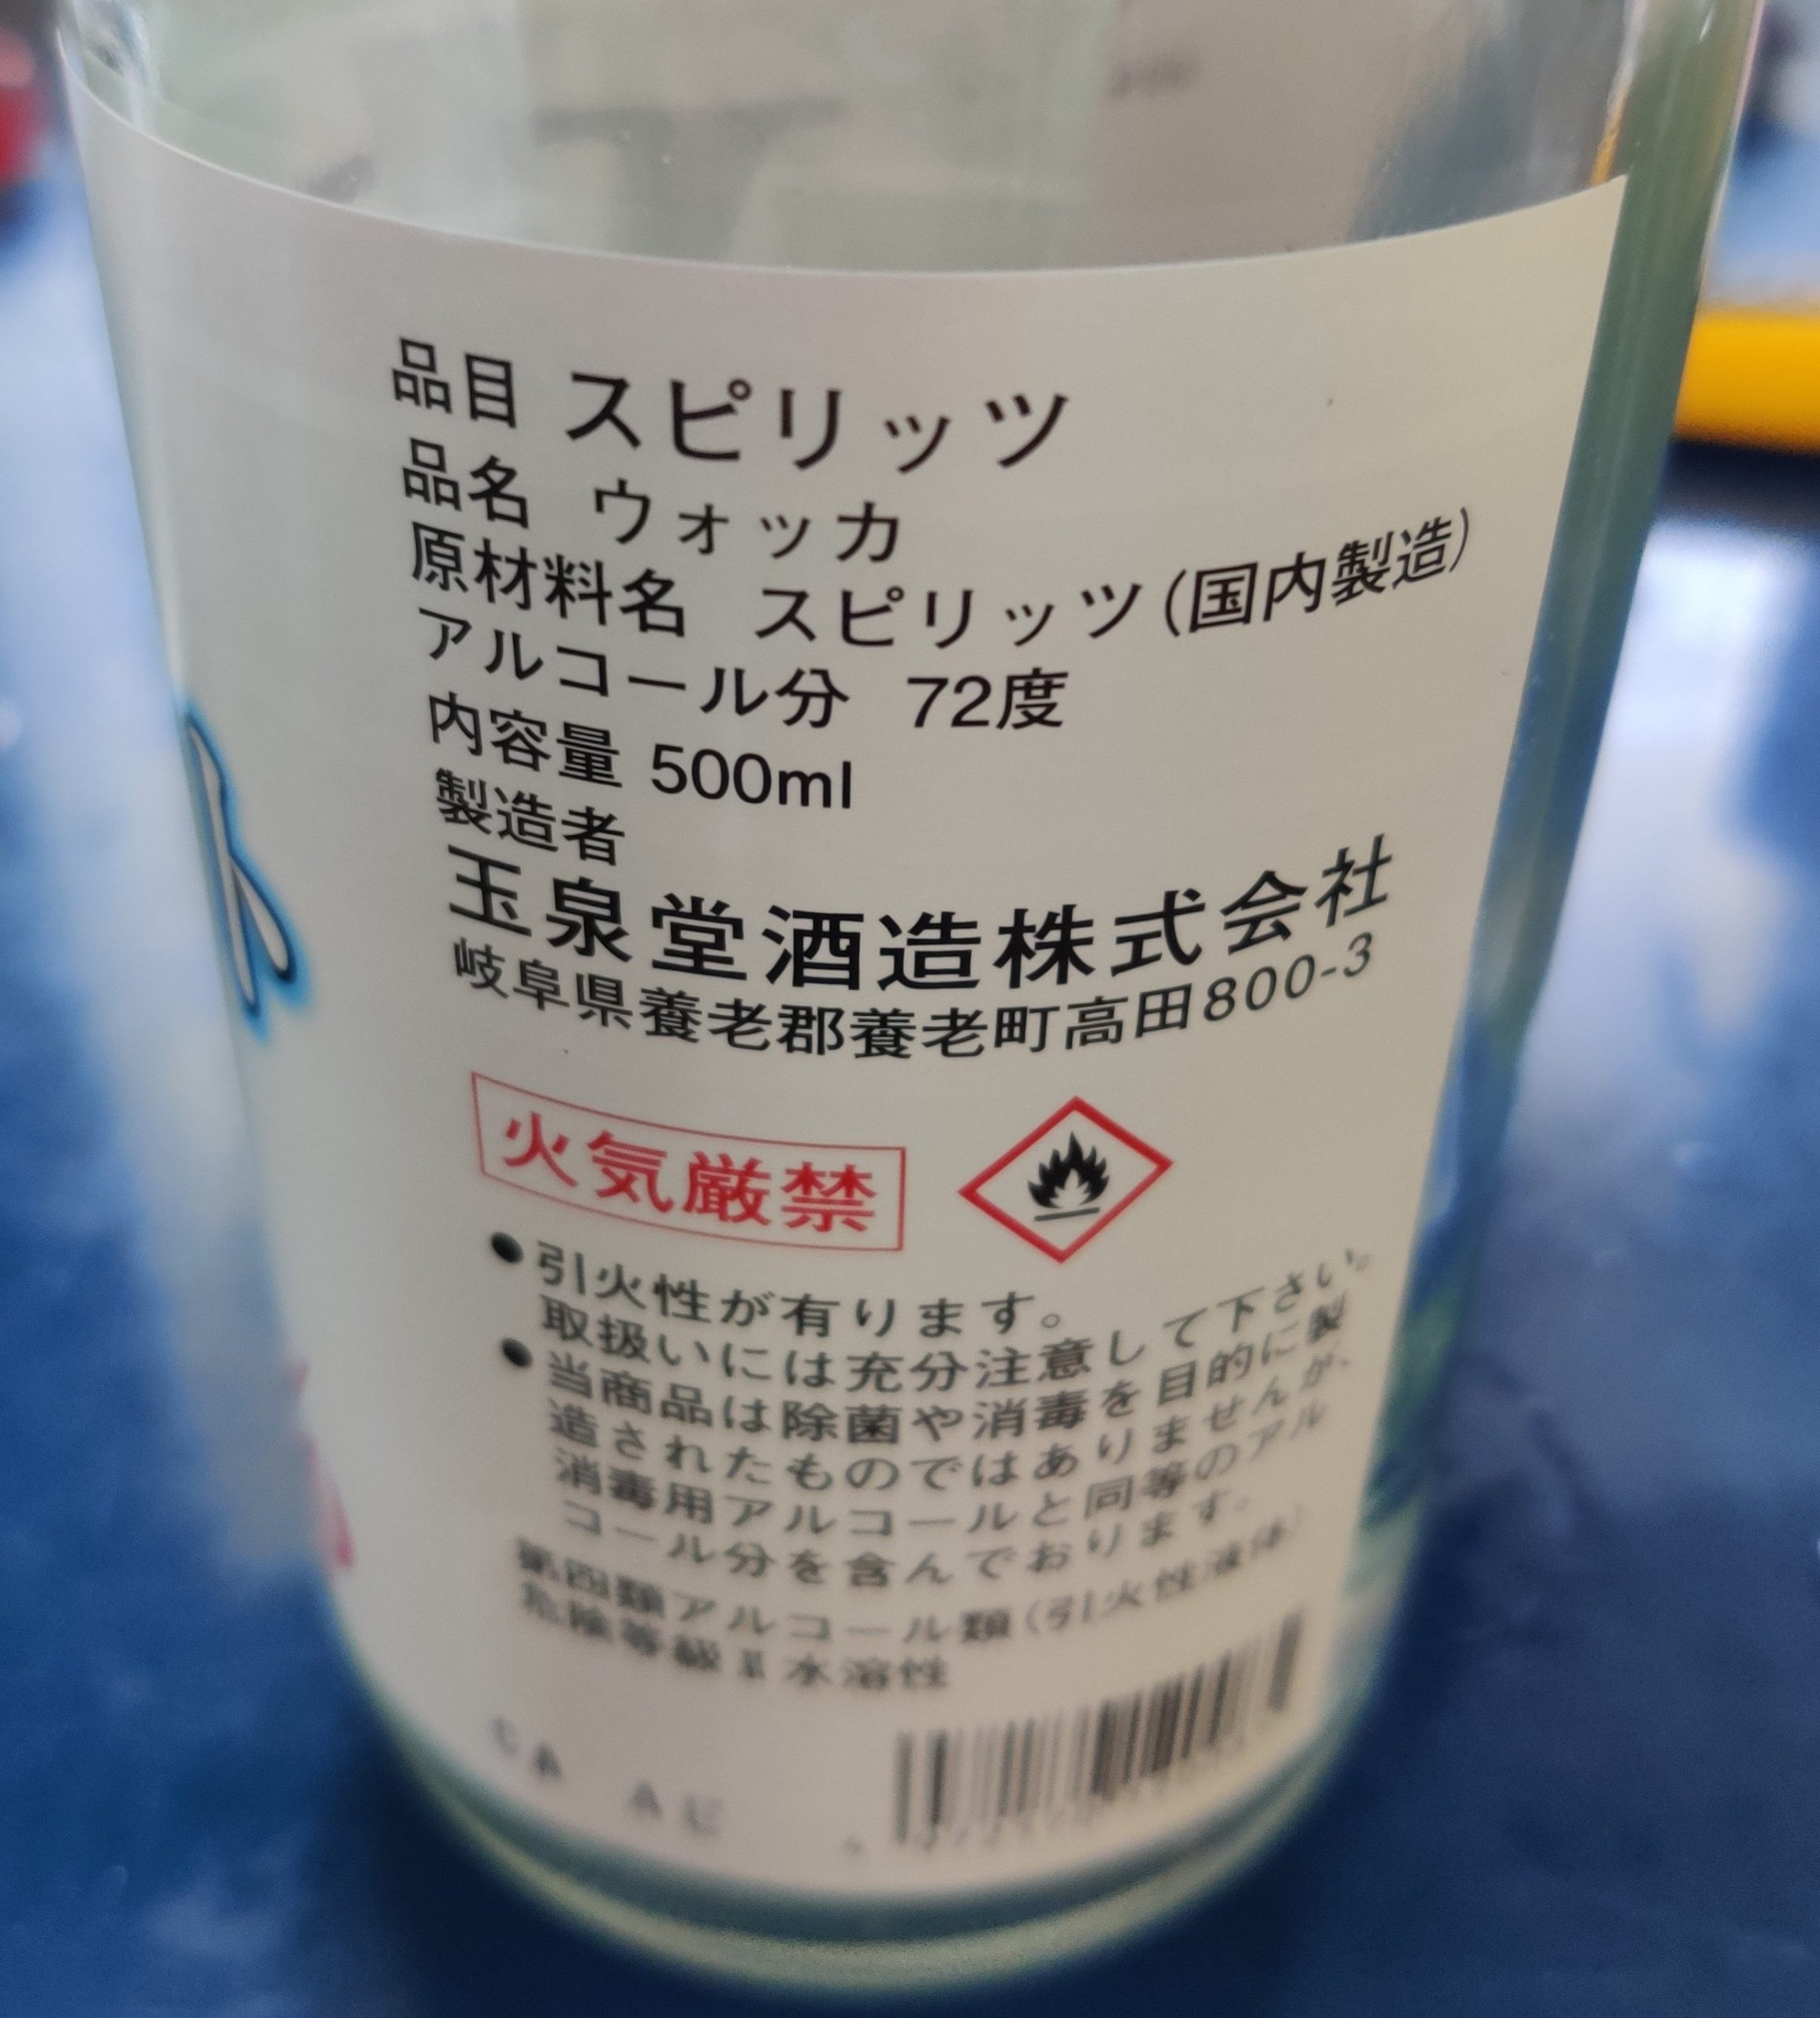 品目 スピリッツ
品名 ウォッカ
原材料名 スピリッツ(国内製造)
アルコール分 72度
内容量 500ml
製造者
玉泉堂酒造株式会社
岐阜県養老郡養老町高田800-3
火気厳禁
●引火性が有ります。
取扱いには充分注意して下さい。
●当商品は除菌や消毒を目的に製
造されたものではありませんが、
消毒用アルコールと同等のアル
コール分を含んでおります。
第四類アルコール類(引火性液体)
危険等級Ⅱ水溶性